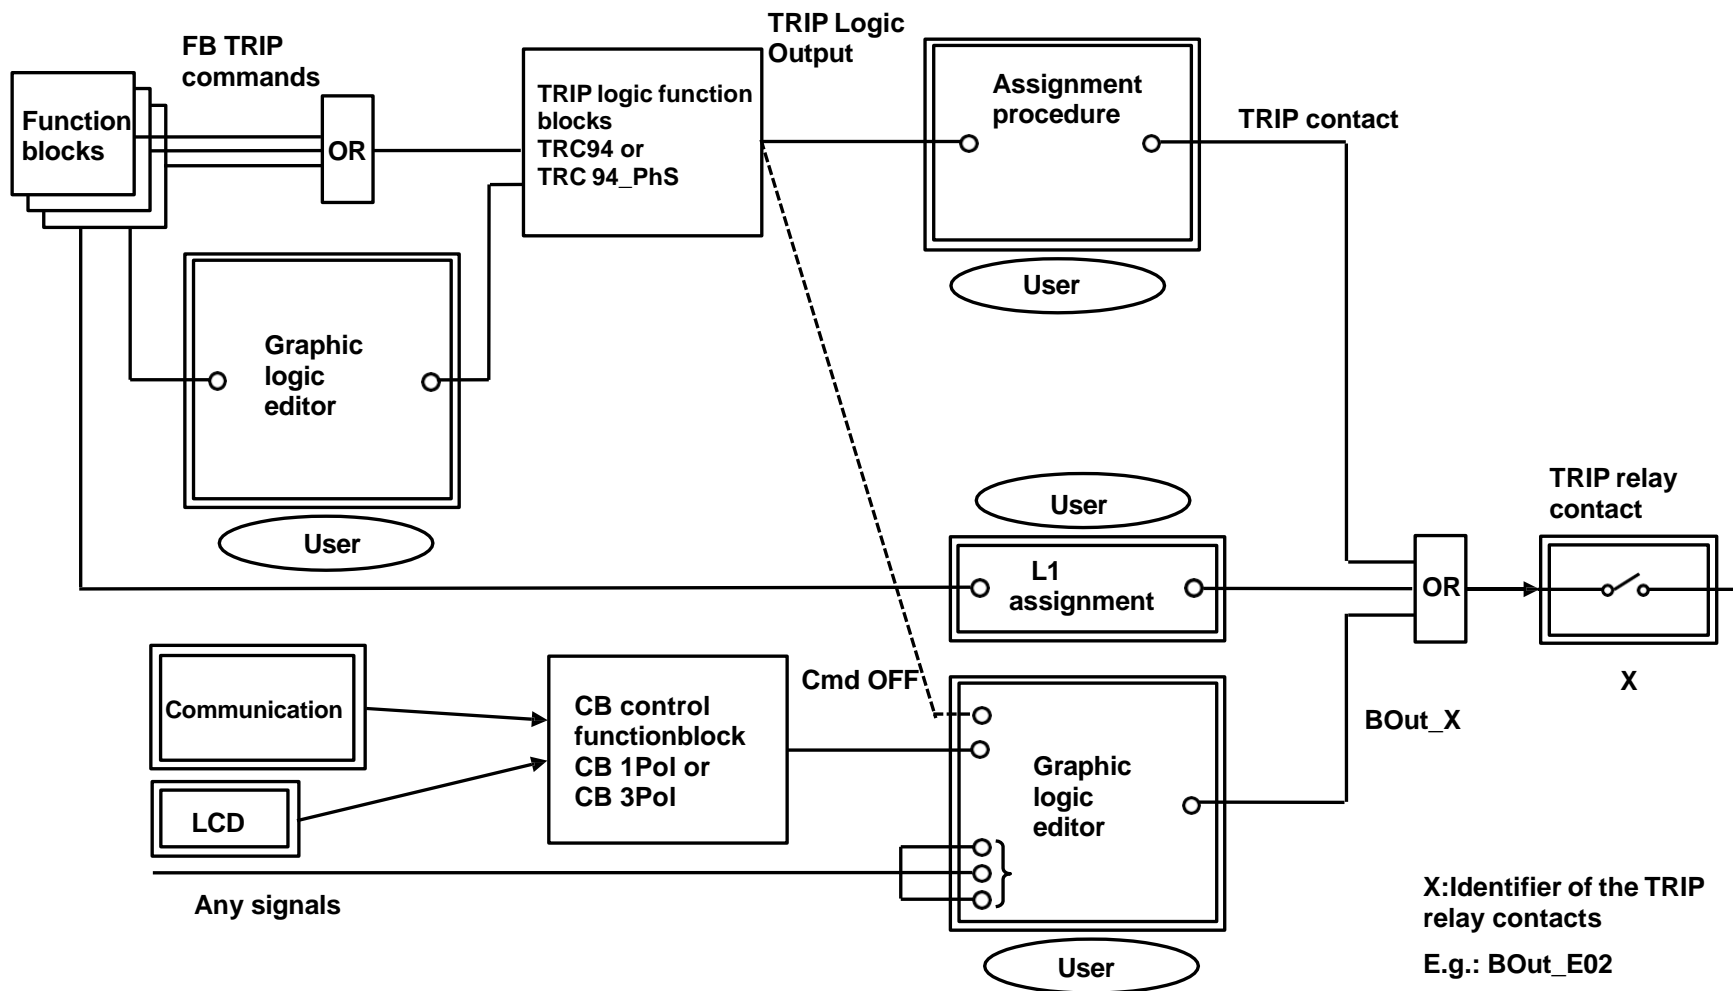 FB TRIP
commands
TRIP Logic
Output
Function
blocks
OR
TRIP logic function
blocks
TRC94 or
TRC 94_PhS
Assignment
procedure
TRIP contact
User
Graphic
logic
editor
User
User
L1
assignment
OR
TRIP relay
contact
X
Communication
LCD
CB control
functionblock
CB 1Pol or
CB 3Pol
Cmd OFF
Graphic
logic
editor
BOut_X
Any signals
User
X:Identifier of the TRIP
relay contacts
E.g.: BOut_E02